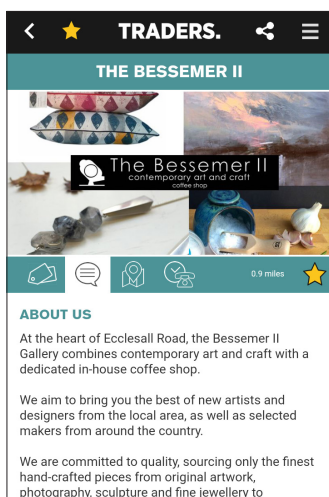 TRADERS.
THE BESSEMER II
The Bessemer II
contemporary art and craft
coffee shop
0.9 miles
ABOUT US
At the heart of Ecclesall Road, the Bessemer II
Gallery combines contemporary art and craft with a
dedicated in-house coffee shop.
We aim to bring you the best of new artists and
designers from the local area, as well as selected
makers from around the country.
We are committed to quality, sourcing only the finest
hand-crafted pieces from original artwork,
photography, sculpture and fine jewellery to